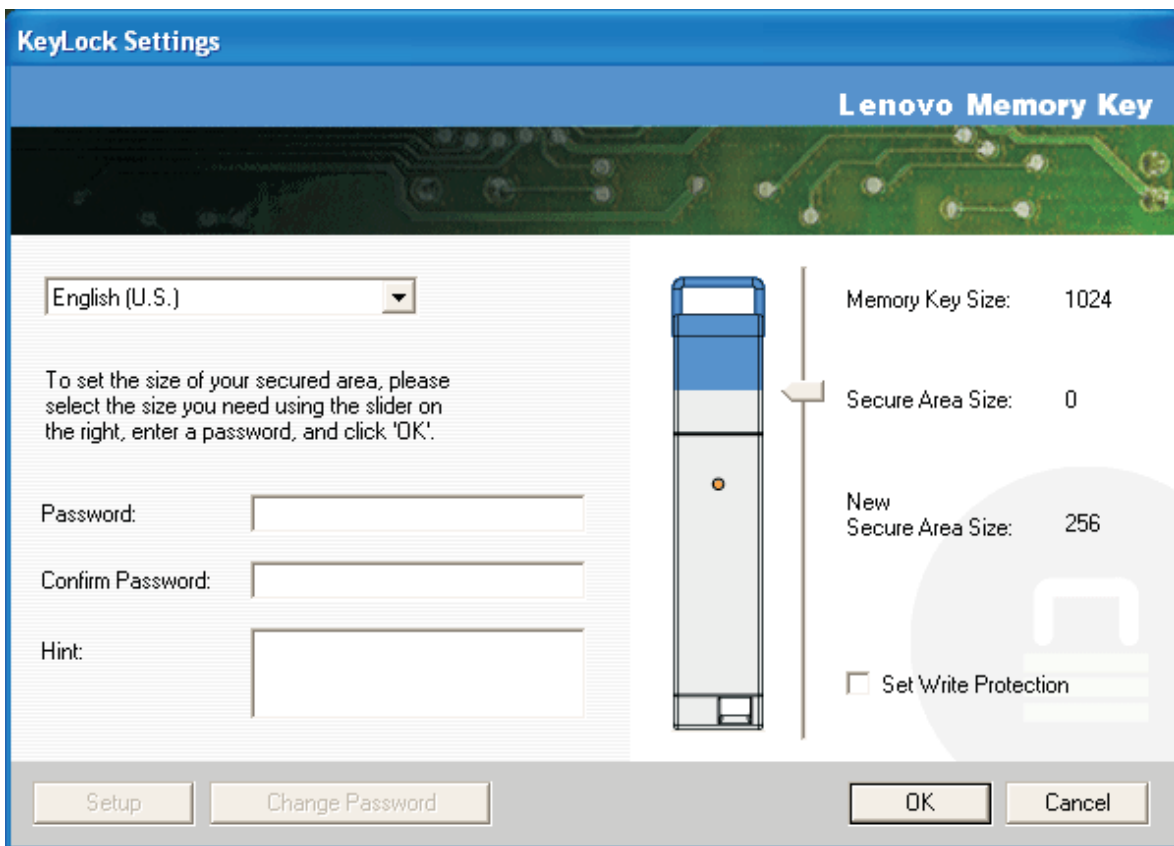 KeyLock Settings
Lenovo Memory Key
English (U.S.)
To set the size of your secured area, please
select the size you need using the slider on
the right, enter a password, and click 'OK'.
Password:
Confirm Password:
Hint:
Memory Key Size: 1024
Secure Area Size: 0
New
Secure Area Size: 256
Set Write Protection
Setup
Change Password
OK
Cancel